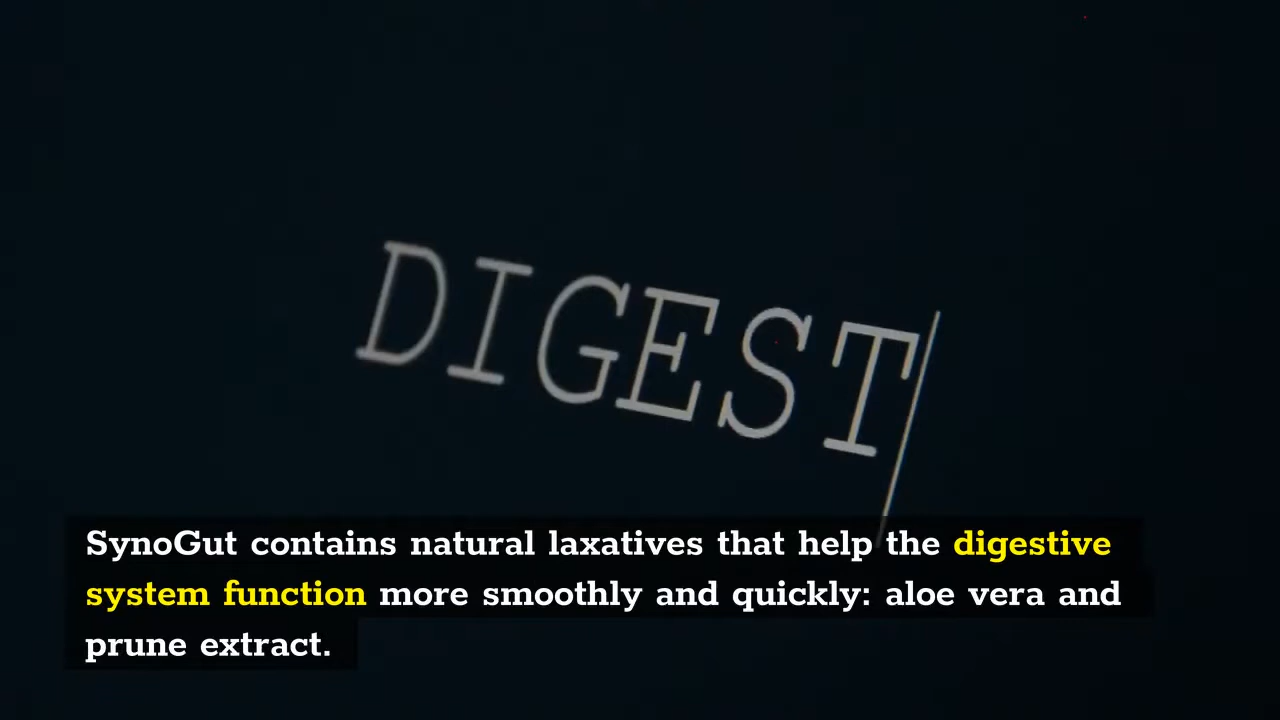 DIGEST
SynoGut contains natural laxatives that help the digestive
system function more smoothly and quickly: aloe vera and
prune extract.